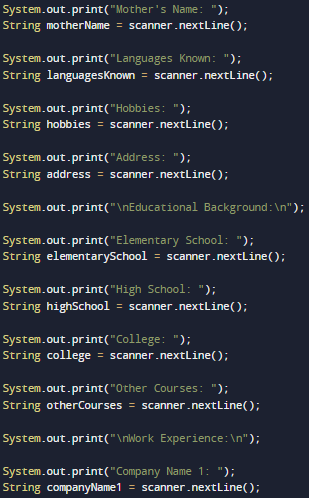 System.out.print("Mother's Name: ");
String motherName = scanner.nextLine();
System.out.print("Languages Known: ");
String languagesKnown = scanner.nextLine();
System.out.print("Hobbies: ");
String hobbies = scanner.nextLine();
System.out.print("Address: ");
String address = scanner.nextLine();
System.out.print("\nEducational Background:\n");
System.out.print("Elementary School: ");
String elementarySchool = scanner.nextLine();
System.out.print("High School: ");
String highSchool = scanner.nextLine();
System.out.print("College: ");
String college = scanner.nextLine();
System.out.print("Other Courses: ");
String otherCourses = scanner.nextLine();
System.out.print("\nWork Experience:\n");
System.out.print("Company Name 1: ");
String companyName1 = scanner.nextLine();